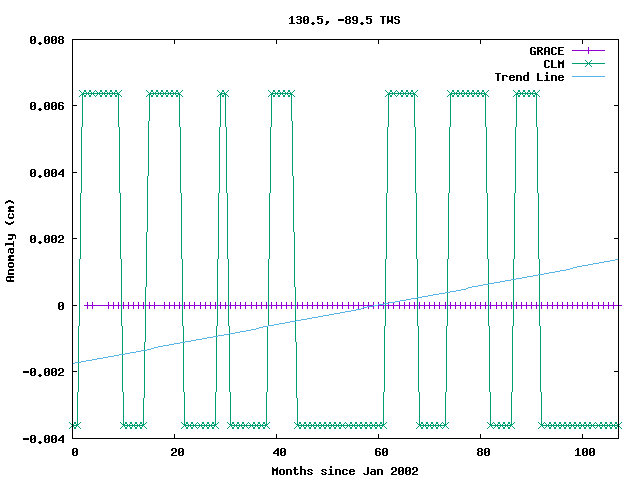 130.5, -89.5 TWS
GRACE
CLM
Trend Line
0.008
0.006
0.004
0.002
0
-0.002
-0.004
Anomaly (cm)
0 20 40 60 80 100
Months since Jan 2002